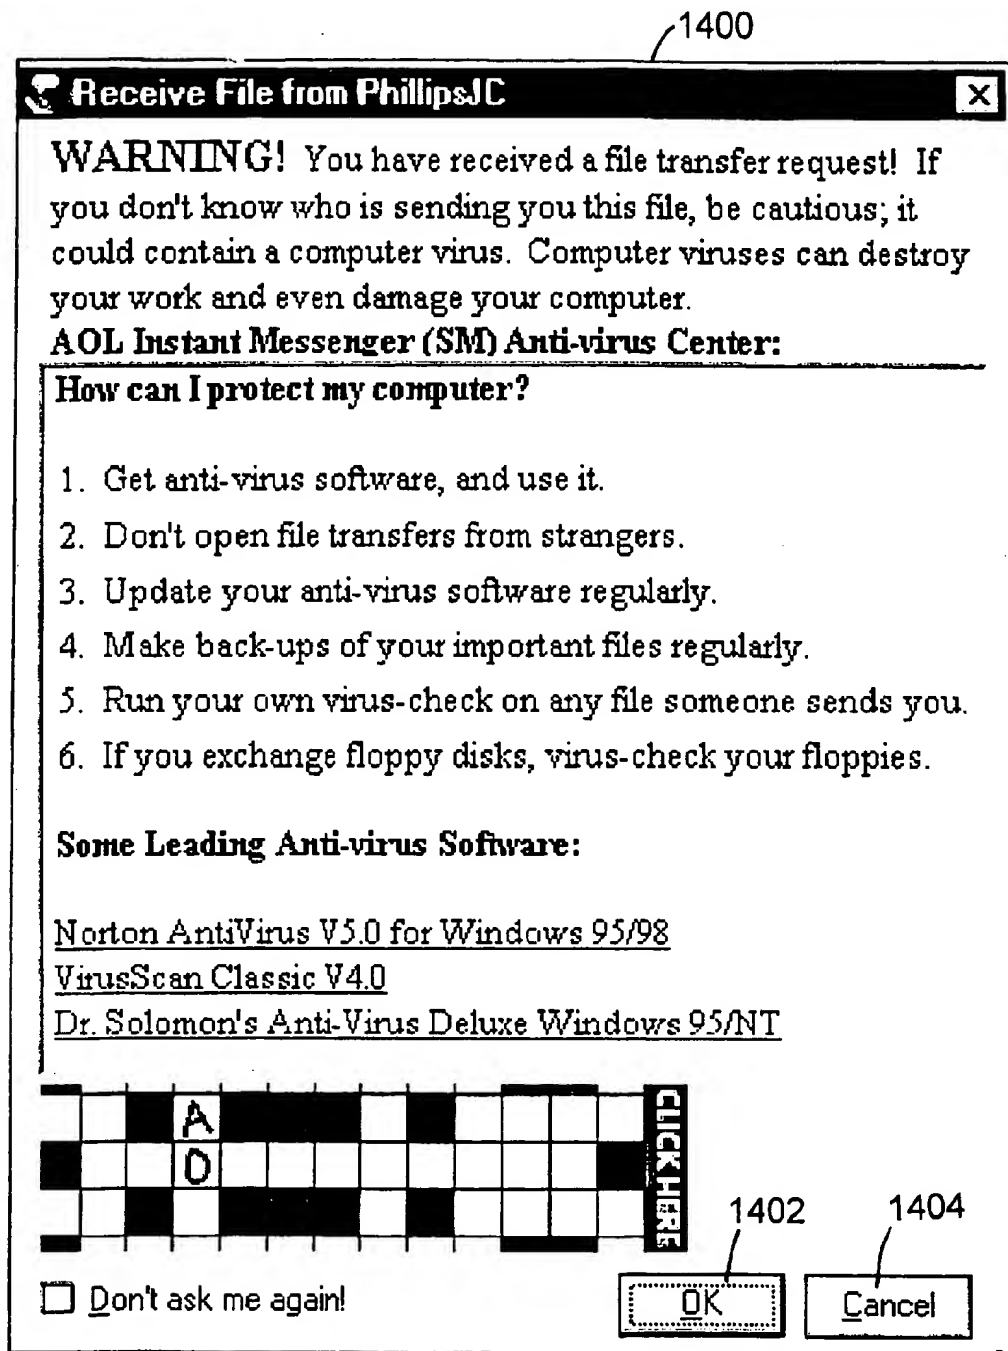 1400
Receive File from PhillipsJC
WARNING! You have received a file transfer request! If
you don't know who is sending you this file, be cautious; it
could contain a computer virus. Computer viruses can destroy
your work and even damage your computer.
AOL Instant Messenger (SM) Anti-virus Center:
How can I protect my computer?
1. Get anti-virus software, and use it.
2. Don't open file transfers from strangers.
3. Update your anti-virus software regularly.
4. Make back-ups of your important files regularly.
5. Run your own virus-check on any file someone sends you.
6. If you exchange floppy disks, virus-check your floppies.
Some Leading Anti-virus Software:
Norton AntiVirus V5.0 for Windows 95/98
VirusScan Classic V4.0
Dr. Solomon's Anti-Virus Deluxe Windows 95/NT
A
D
CLICK HERE
1402
1404
Don't ask me again!
OK
Cancel